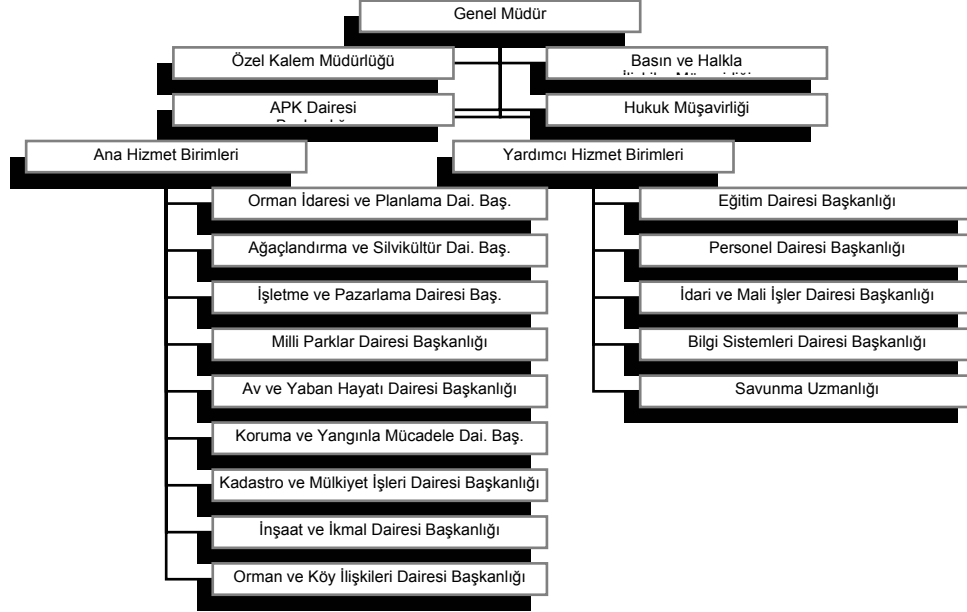 Genel Müdür
Özel Kalem Müdürlüğü
Basın ve Halkla
APK Dairesi
Hukuk Müşavirliği
Ana Hizmet Birimleri
Yardımcı Hizmet Birimleri
Orman İdaresi ve Planlama Dai. Baş.
Ağaçlandırma ve Silvikültür Dai. Baş.
İşletme ve Pazarlama Dairesi Baş.
Milli Parklar Dairesi Başkanlığı
Av ve Yaban Hayatı Dairesi Başkanlığı
Koruma ve Yangınla Mücadele Dai. Baş.
Kadastro ve Mülkiyet İşleri Dairesi Başkanlığı
İnşaat ve İkmal Dairesi Başkanlığı
Orman ve Köy İlişkileri Dairesi Başkanlığı
Eğitim Dairesi Başkanlığı
Personel Dairesi Başkanlığı
İdari ve Mali İşler Dairesi Başkanlığı
Bilgi Sistemleri Dairesi Başkanlığı
Savunma Uzmanlığı